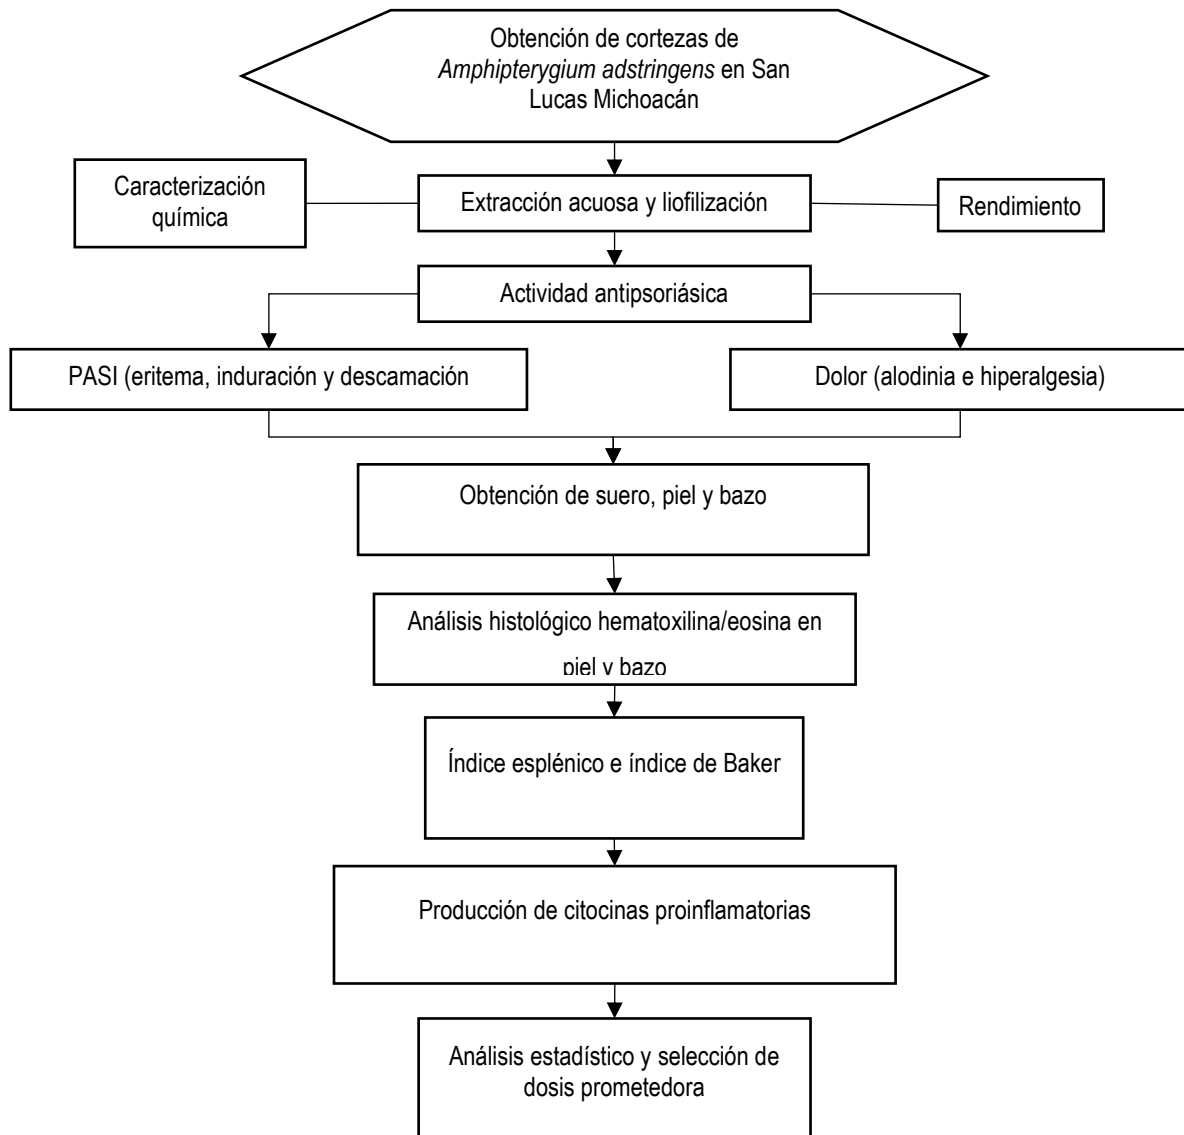 Obtención de cortezas de
Amphipterygium adstringens en San
Lucas Michoacán
Caracterización
química
Extracción acuosa y liofilización
Rendimiento
Actividad antipsoriásica
PASI (eritema, induración y descamación
Dolor (alodinia e hiperalgesia)
Obtención de suero, piel y bazo
Análisis histológico hematoxilina/eosina en
piel y bazo
Índice esplénico e índice de Baker
Producción de citocinas proinflamatorias
Análisis estadístico y selección de
dosis prometedora